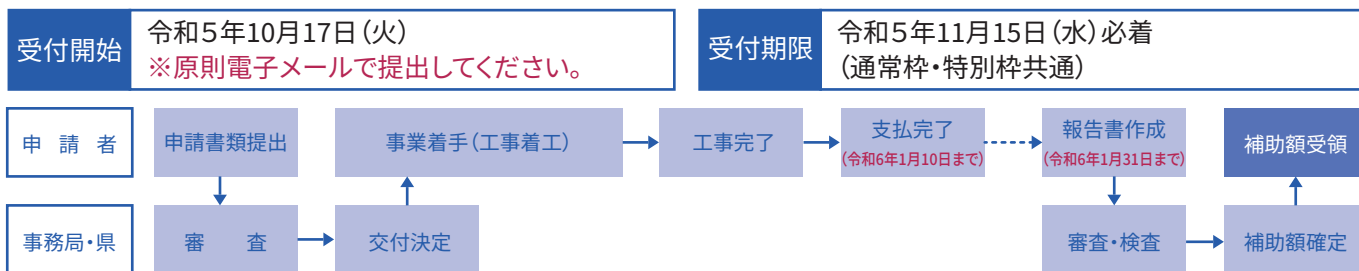 受付開始
令和5年10月17日(火)
※原則電子メールで提出してください。
受付期限
令和5年11月15日(水)必着
(通常枠・特別枠共通)
申請者
申請書類提出
事業着手(工事着工)
工事完了
支払完了
(令和6年1月10日まで)
報告書作成
(令和6年1月31日まで)
補助額受領
事務局・県
審査
交付決定
審査・検査
補助額確定